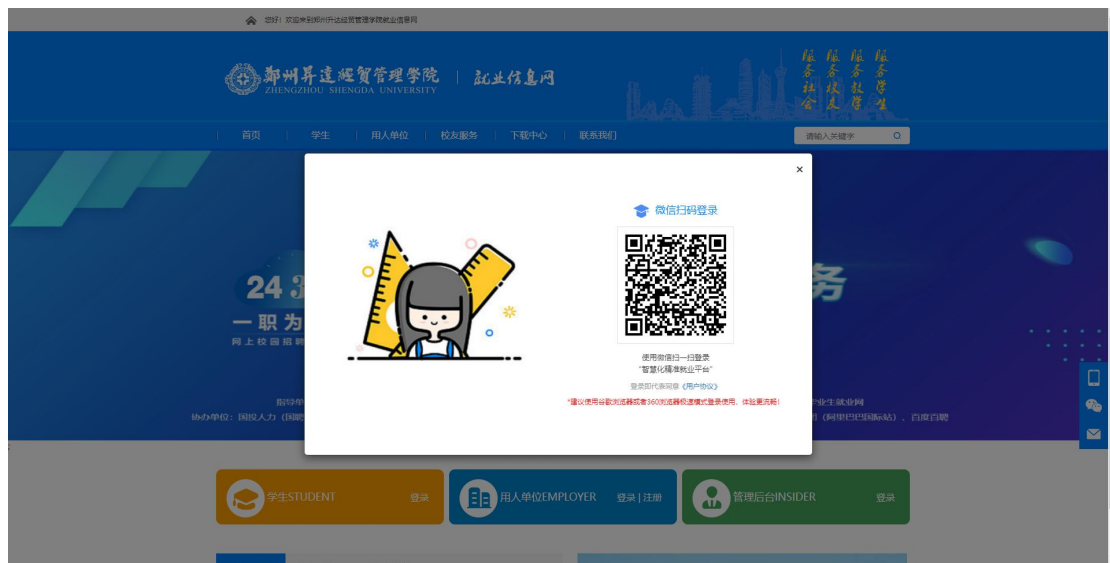 您好！欢迎来到郑州升达经贸管理学院就业信息网
郑州昇達經貿管理学院
ZHENGZHOU SHENGDA UNIVERSITY
就业信息网
服务社会
服务校友
服务教学
服务学生
首页 学生 用人单位 校友服务 下载中心 联系我们
请输入关键字
×
微信扫码登录
使用微信扫一扫登录
"智慧化精准就业平台"
登录即代表同意《用户协议》
*建议使用谷歌浏览器或者360浏览器极速模式登录使用，体验更流畅！
24
务
一职为
网上校园招聘
指导单
业生就业网
协办单位：国投人力（国聘
（阿里巴巴国际站）、百度百聘
学生STUDENT 登录
用人单位EMPLOYER 登录 | 注册
管理后台INSIDER 登录